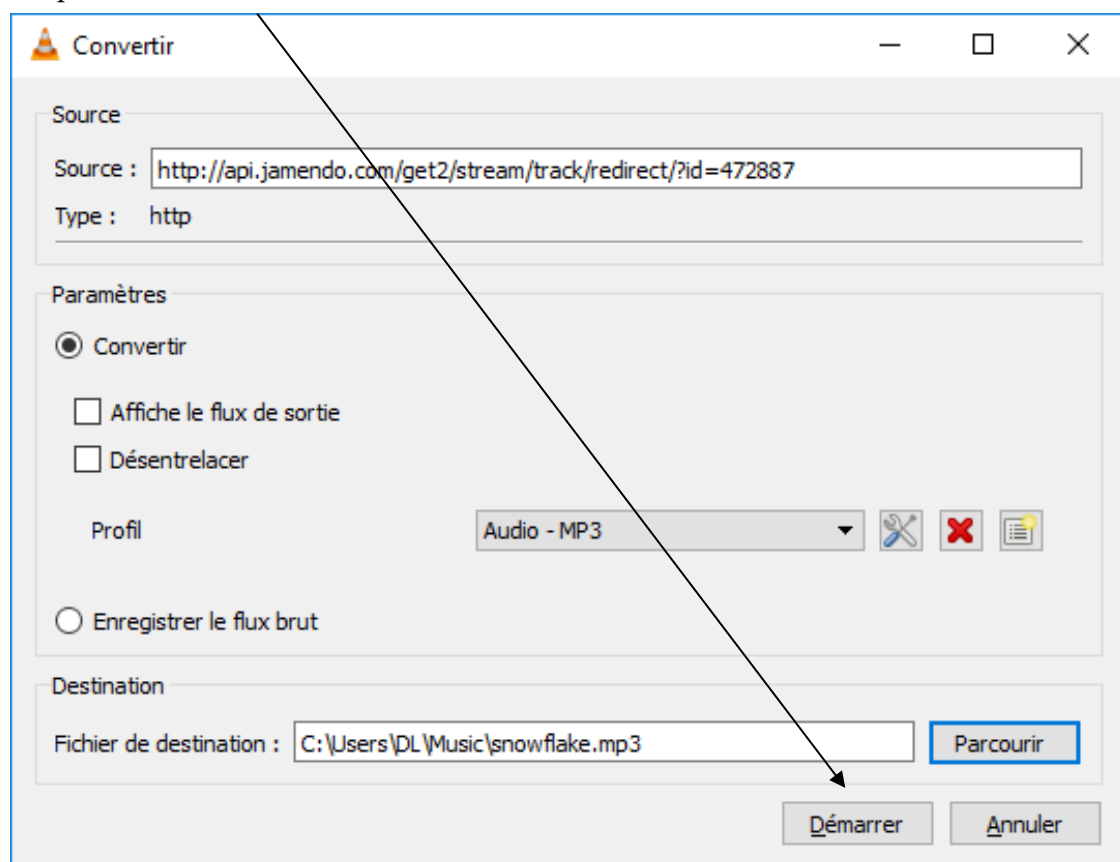 Convertir
Source
Source : http://api.jamendo.com/get2/stream/track/redirect/?id=472887
Type : http
Paramètres
Convertir
Affiche le flux de sortie
Désentrelacer
Profil Audio - MP3
Enregistrer le flux brut
Destination
Fichier de destination : C:\Users\DL\Music\snowflake.mp3 Parcourir
Démarrer Annuler